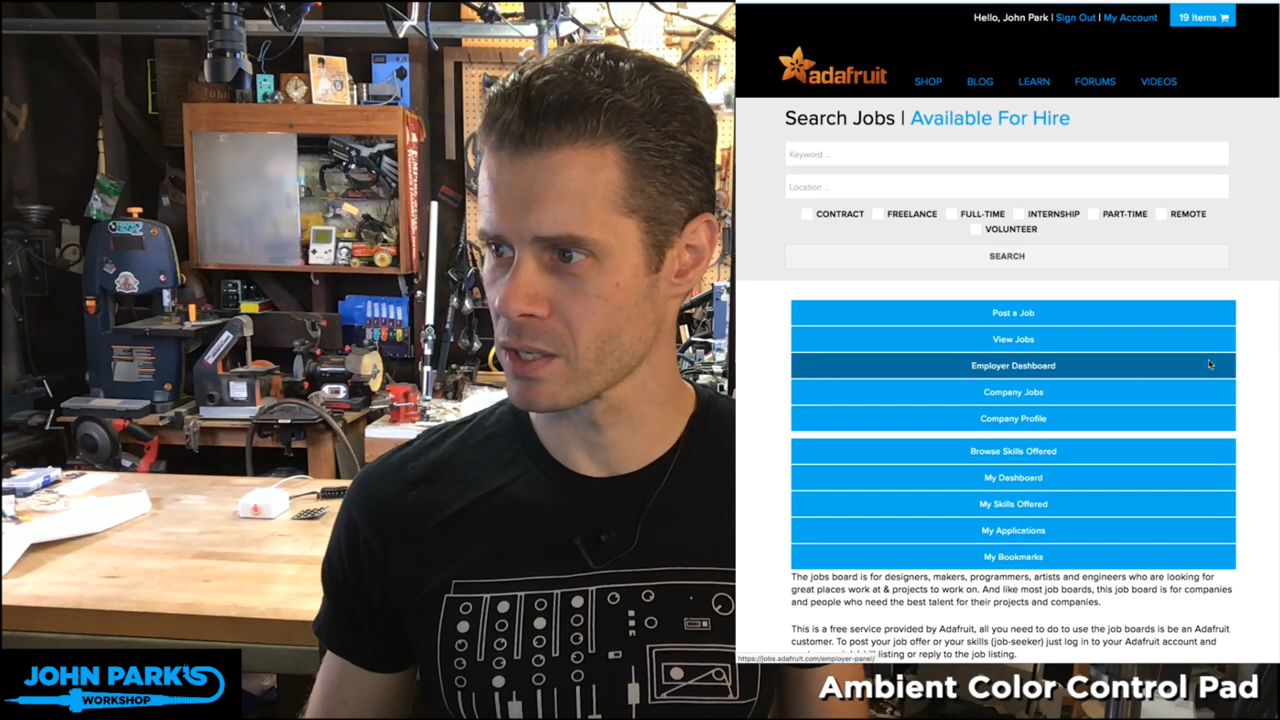 Hello, John Park | Sign Out | My Account
19 Items
adafruit
SHOP BLOG LEARN FORUMS VIDEOS
Search Jobs | Available For Hire
Keyword ...
Location ...
CONTRACT FREELANCE FULL-TIME INTERNSHIP PART-TIME REMOTE
VOLUNTEER
SEARCH
Post a Job
View Jobs
Employer Dashboard
Company Jobs
Company Profile
Browse Skills Offered
My Dashboard
My Skills Offered
My Applications
My Bookmarks
The jobs board is for designers, makers, programmers, artists and engineers who are looking for
great places work at & projects to work on. And like most job boards, this job board is for companies
and people who need the best talent for their projects and companies.
This is a free service provided by Adafruit, all you need to do to use the job boards is be an Adafruit
customer. To post your job offer or your skills (job-seeker) just log in to your Adafruit account and
listing or reply to the job listing.
https://jobs.adafruit.com/employer-panel/
John
JOHN PARK'S
WORKSHOP
Ambient Color Control Pad